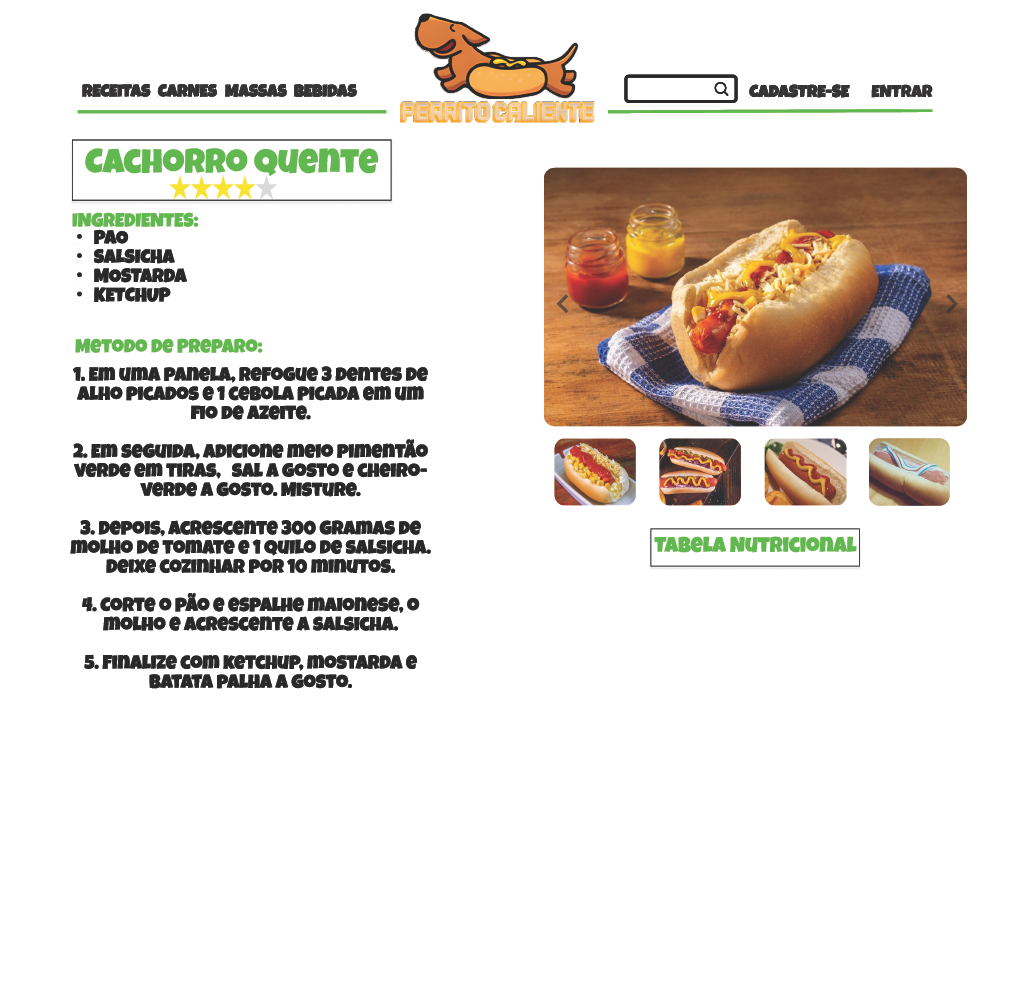 RECEITAS CARNES MASSAS BEBIDAS
PERRITO CALIENTE
CADASTRE-SE ENTRAR
CACHORRO QUENTE
INGREDIENTES:
• PAO
• SALSICHA
• MOSTARDA
• KETCHUP
Metodo de Preparo:
1. Em uma panela, refogue 3 dentes de
alho picados e 1 cebola picada em um
fio de azeite.
2. Em seguida, adicione meio pimentão
verde em tiras, sal a gosto e cheiro-
verde a gosto. Misture.
3. Depois, acrescente 300 gramas de
molho de tomate e 1 quilo de salsicha.
Deixe cozinhar por 10 minutos.
4. Corte o pão e espalhe maionese, o
molho e acrescente a salsicha.
5. Finalize com ketchup, mostarda e
batata palha a gosto.
Tabela Nutricional